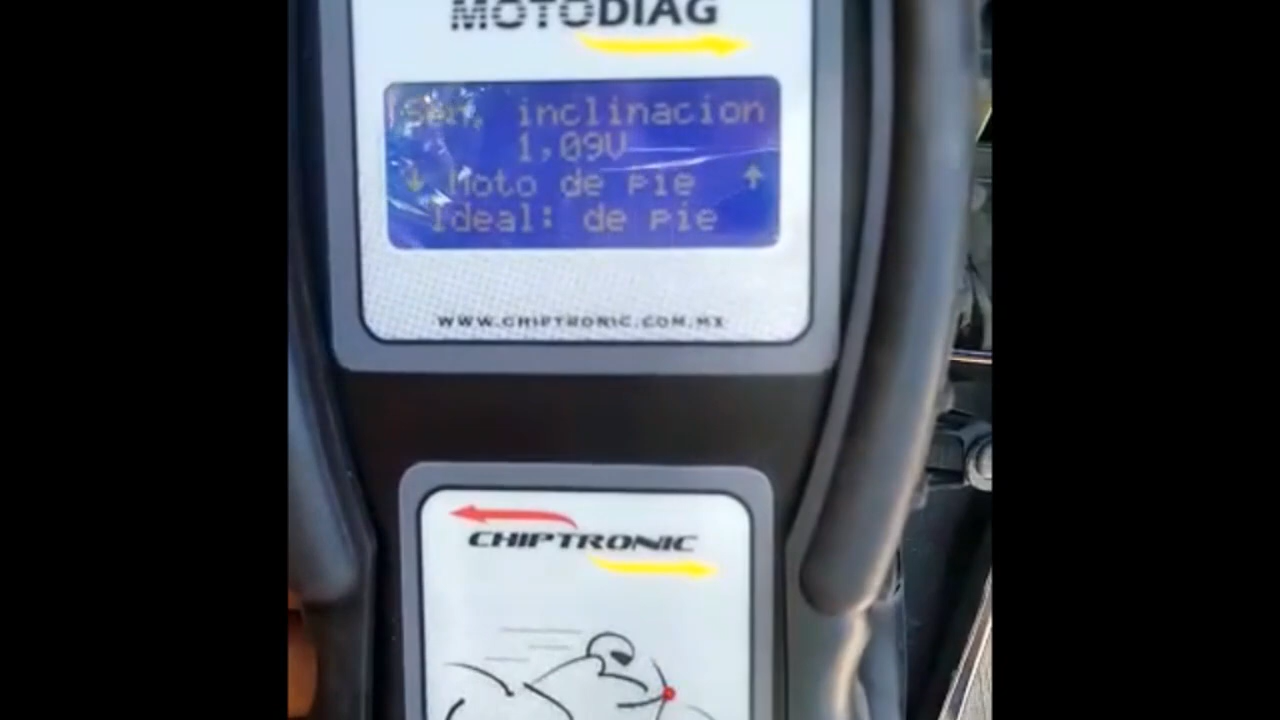 MOTODIAG
Sen. inclinacion
1,09V
↓ Moto de pie ↑
Ideal: de pie
WWW.CHIPTRONIC.COM.MX
CHIPTRONIC